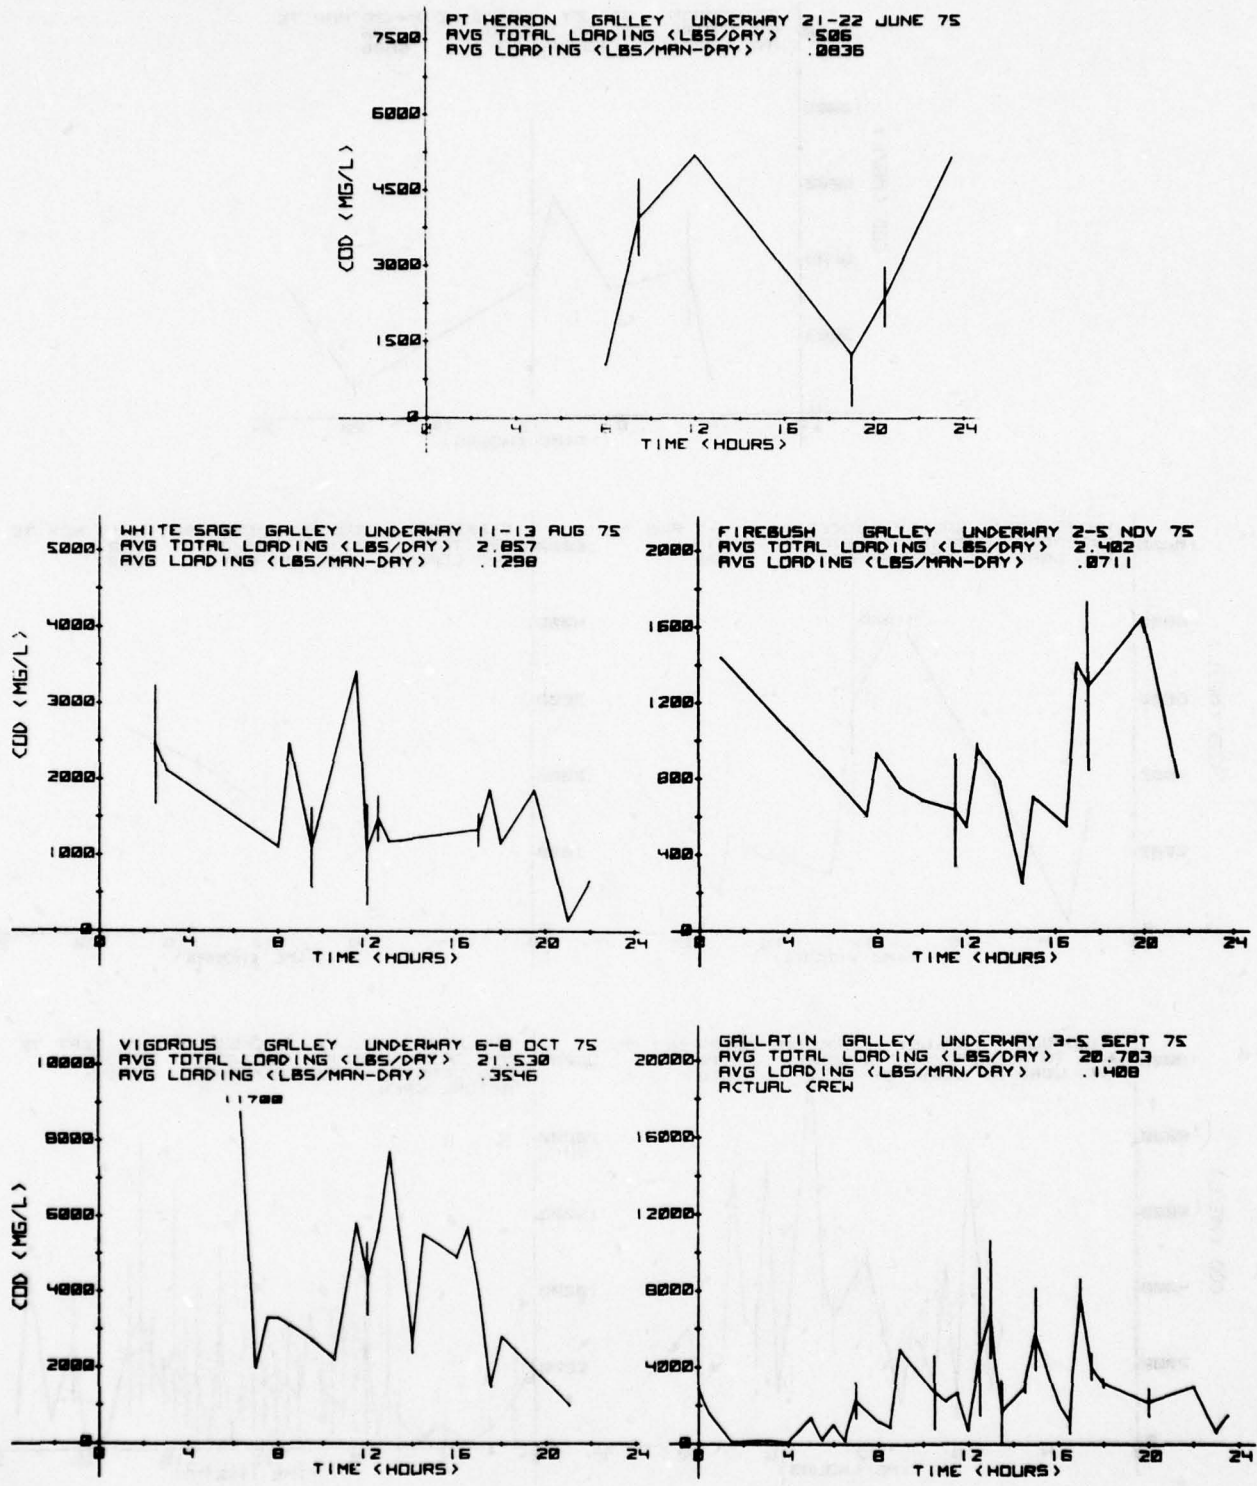 PT HERRON GALLEY UNDERWAY 21-22 JUNE 75
AVG TOTAL LOADING <LBS/DAY> .506
AVG LOADING <LBS/MAN-DAY> .0836
7500
6000
4500
3000
1500
0
COD <MG/L>
0 4 12 16 20 24
TIME <HOURS>
WHITE SAGE GALLEY UNDERWAY 11-13 AUG 75
AVG TOTAL LOADING <LBS/DAY> 2.857
AVG LOADING <LBS/MAN-DAY> .1298
5000
4000
3000
2000
1000
0
COD <MG/L>
0 4 8 12 16 20 24
TIME <HOURS>
FIREBUSH GALLEY UNDERWAY 2-5 NOV 75
AVG TOTAL LOADING <LBS/DAY> 2.402
AVG LOADING <LBS/MAN-DAY> .0711
2000
1600
1200
800
400
0
0 4 8 12 16 20 24
TIME <HOURS>
VIGOROUS GALLEY UNDERWAY 6-8 OCT 75
AVG TOTAL LOADING <LBS/DAY> 21.530
AVG LOADING <LBS/MAN-DAY> .3546
11700
10000
8000
6000
4000
2000
0
COD <MG/L>
0 4 8 12 16 20 24
TIME <HOURS>
GALLATIN GALLEY UNDERWAY 3-5 SEPT 75
AVG TOTAL LOADING <LBS/DAY> 20.703
AVG LOADING <LBS/MAN/DAY> .1408
ACTUAL CREW
20000
16000
12000
8000
4000
0
0 4 8 12 16 20 24
TIME <HOURS>